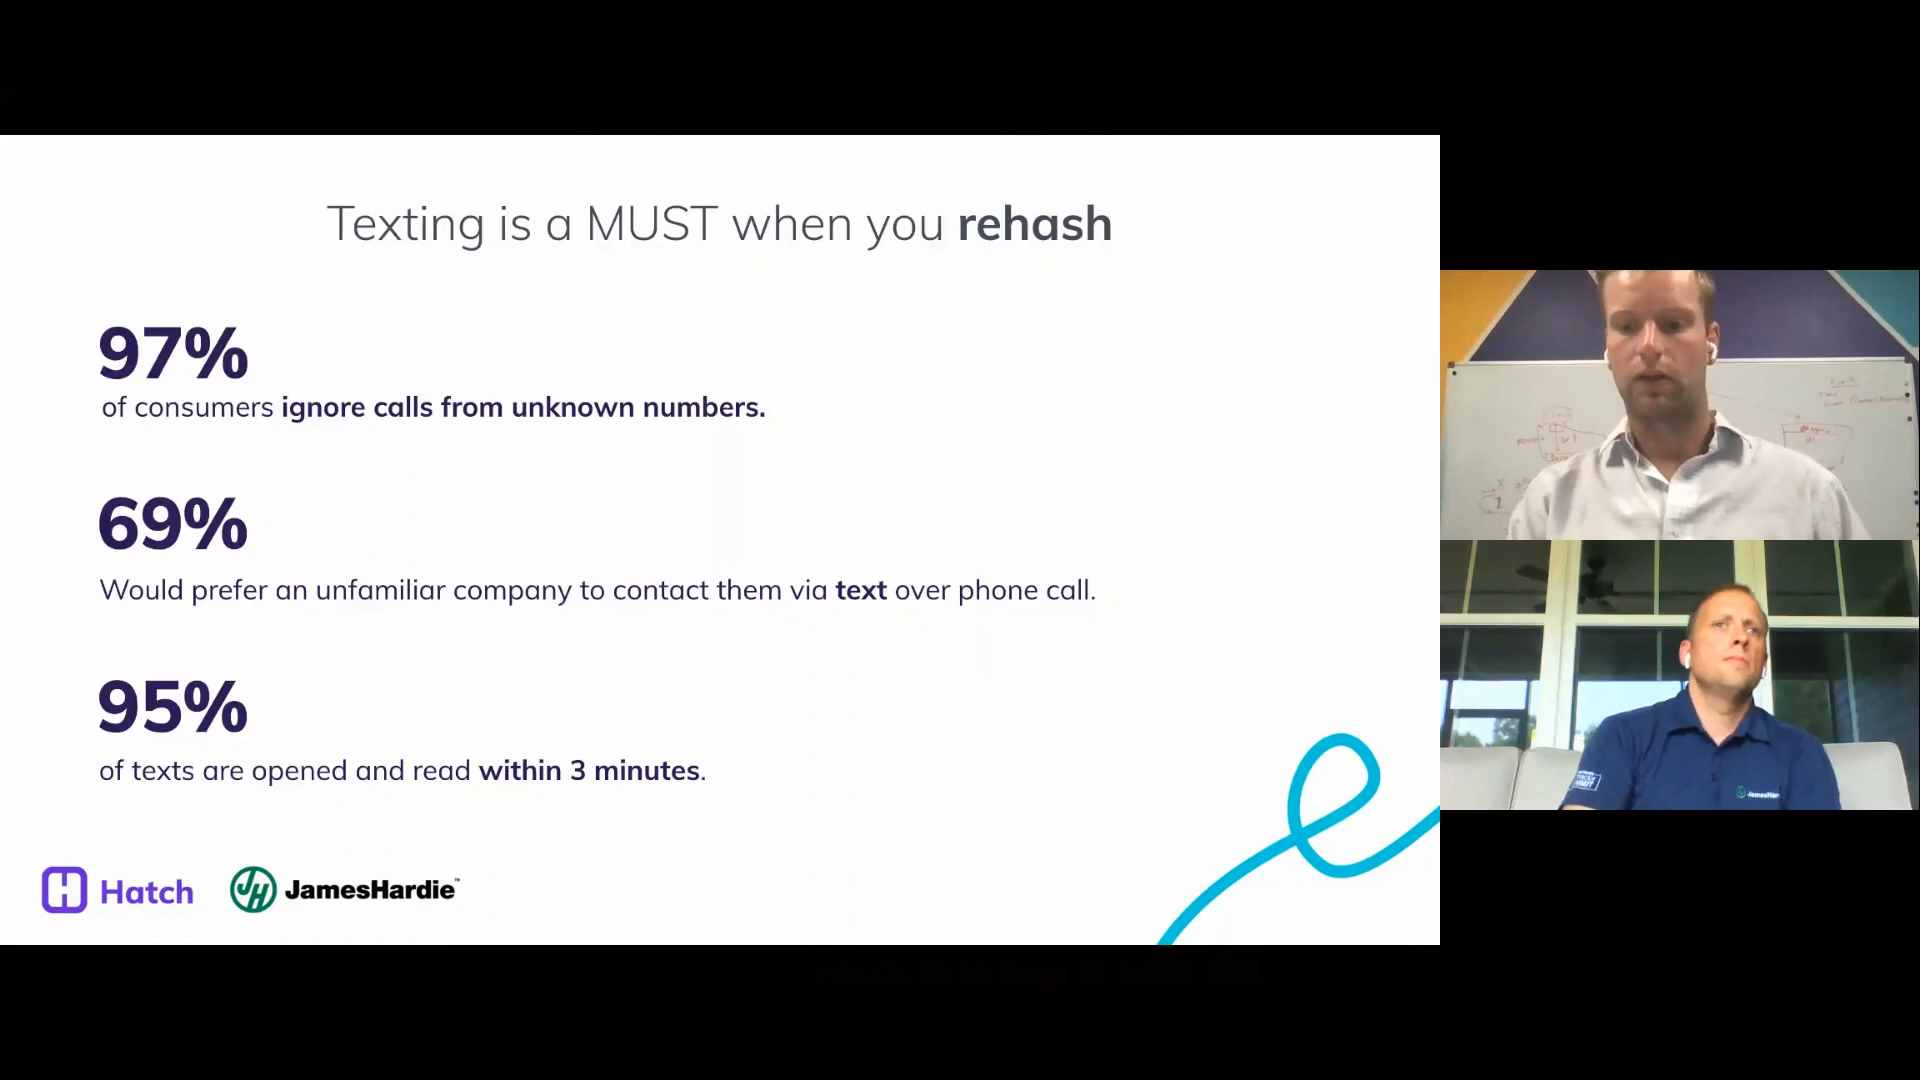 Texting is a MUST when you rehash
97%
of consumers ignore calls from unknown numbers.
69%
Would prefer an unfamiliar company to contact them via text over phone call.
95%
of texts are opened and read within 3 minutes.
Hatch
JH JamesHardie™